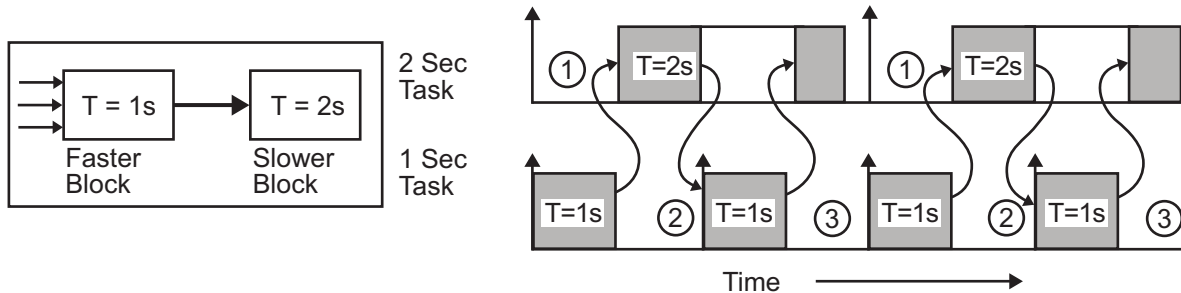 T = 1s
T = 2s
Faster
Block
Slower
Block
2 Sec
Task
1 Sec
Task
1
T=2s
1
T=2s
T=1s
2
T=1s
3
T=1s
2
T=1s
3
Time